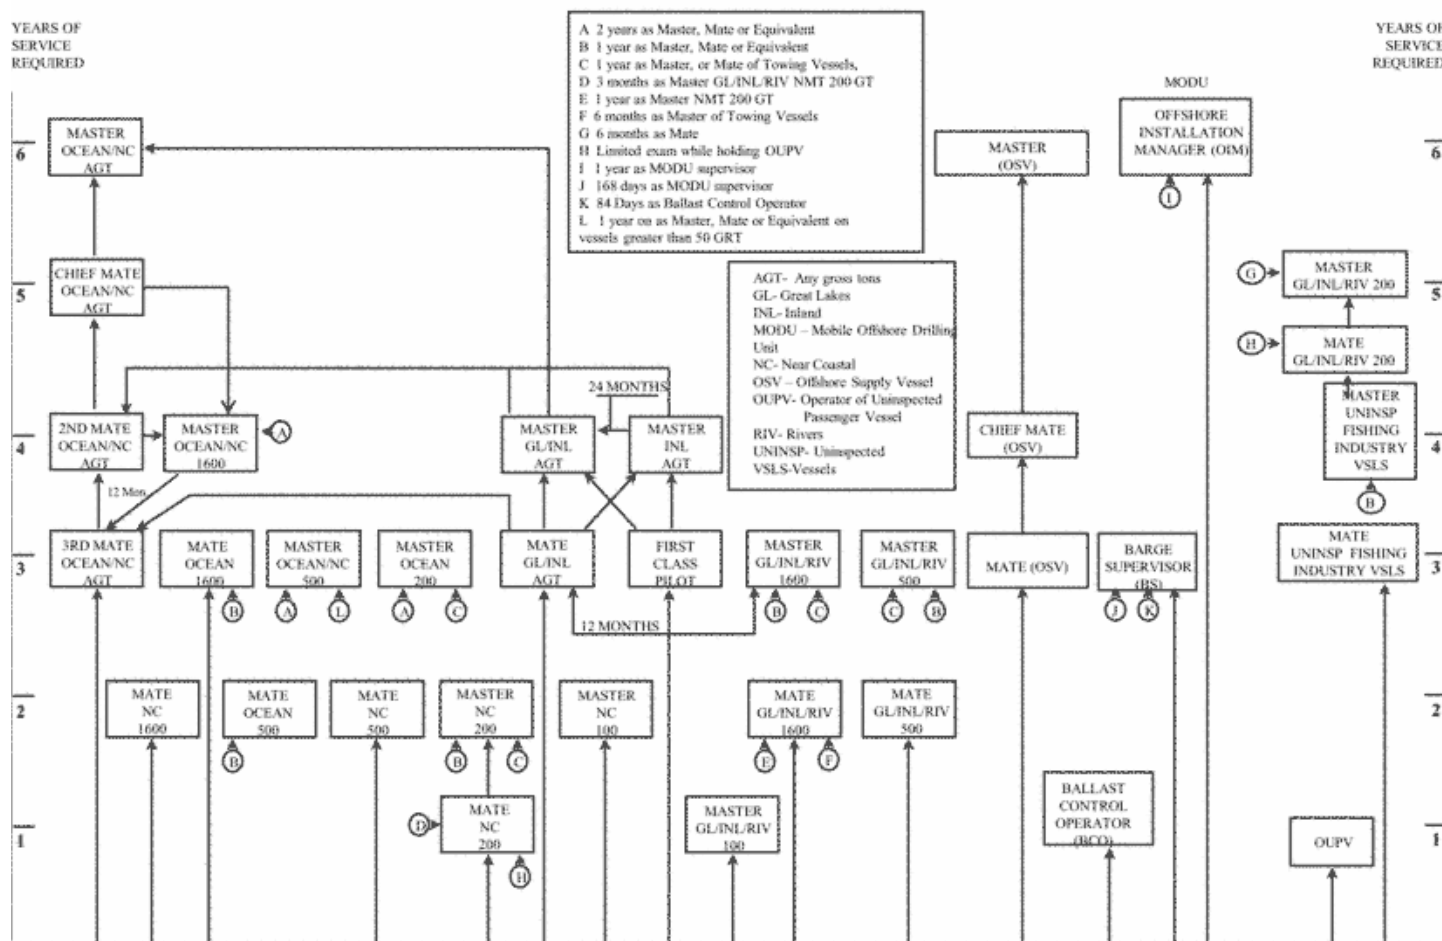 YEARS OF
SERVICE
REQUIRED
A 2 years as Master, Mate or Equivalent
B 1 year as Master, Mate or Equivalent
C 1 year as Master, or Mate of Towing Vessels,
D 3 months as Master GL/INL/RIV NMT 200 GT
E 1 year as Master NMT 200 GT
F 6 months as Master of Towing Vessels
G 6 months as Mate
H Limited exam while holding OUPV
I 1 year as MODU supervisor
J 168 days as MODU supervisor
K 84 Days as Ballast Control Operator
L 1 year on as Master, Mate or Equivalent on
vessels greater than 50 GRT
YEARS OF
SERVICE
REQUIRED
MODU
6
MASTER
OCEAN/NC
AGT
MASTER
(OSV)
OFFSHORE
INSTALLATION
MANAGER (OIM)
I
6
AGT- Any gross tons
GL- Great Lakes
INL- Inland
MODU – Mobile Offshore Drilling
Unit
NC- Near Coastal
OSV – Offshore Supply Vessel
OUPV- Operator of Uninspected
Passenger Vessel
RIV- Rivers
UNINSP- Uninspected
VSLS-Vessels
5
CHIEF MATE
OCEAN/NC
AGT
G
MASTER
GL/INL/RIV 200
5
H
MATE
GL/INL/RIV 200
24 MONTHS
4
2ND MATE
OCEAN/NC
AGT
MASTER
OCEAN/NC
1600
A
MASTER
GL/INL
AGT
MASTER
INL
AGT
CHIEF MATE
(OSV)
MASTER
UNINSP
FISHING
INDUSTRY
VSLS
B
4
12 Mon
3
3RD MATE
OCEAN/NC
AGT
MATE
OCEAN
1600
B
MASTER
OCEAN/NC
500
A
L
MASTER
OCEAN
200
A
C
MATE
GL/INL
AGT
FIRST
CLASS
PILOT
MASTER
GL/INL/RIV
1600
B
C
MASTER
GL/INL/RIV
500
C
B
MATE (OSV)
BARGE
SUPERVISOR
(BS)
J
K
MATE
UNINSP FISHING
INDUSTRY VSLS
3
12 MONTHS
2
MATE
NC
1600
MATE
OCEAN
500
B
MATE
NC
500
MASTER
NC
200
B
C
MASTER
NC
100
MATE
GL/INL/RIV
1600
E
F
MATE
GL/INL/RIV
500
2
1
D
MATE
NC
200
H
MASTER
GL/INL/RIV
100
BALLAST
CONTROL
OPERATOR
(BCO)
OUPV
1